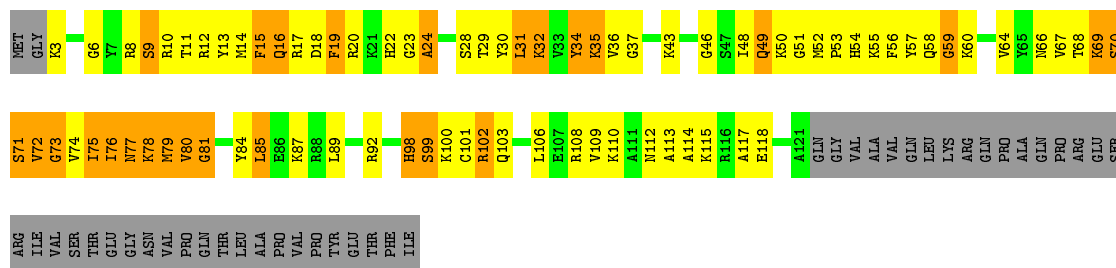 MET GLY K3 G6 Y7 R8 S9 R10 T11 R12 Y13 M14 F15 Q16 R17 D18 F19 R20 K21 H22 G23 A24 S28 T29 Y30 L31 K32 V33 Y34 K35 V36 G37 K43 G46 S47 I48 Q49 K50 G51 M52 P53 H54 K55 F56 Y57 Q58 G59 K60 V64 Y65 N66 V67 T68 K69 S70
S71 V72 G73 V74 I75 I76 N77 K78 M79 V80 G81 Y84 L85 E86 K87 R88 L89 R92 H98 S99 K100 C101 R102 Q103 L106 E107 R108 V109 K110 A111 N112 A113 A114 K115 R116 A117 E118 A121 GLN GLY VAL ALA VAL GLN LEU LYS ARG GLN PRO ALA GLN PRO ARG GLU SER
ARG ILE VAL SER THR GLU GLY ASN VAL PRO GLN THR LEU ALA PRO VAL PRO TYR GLU THR PHE ILE